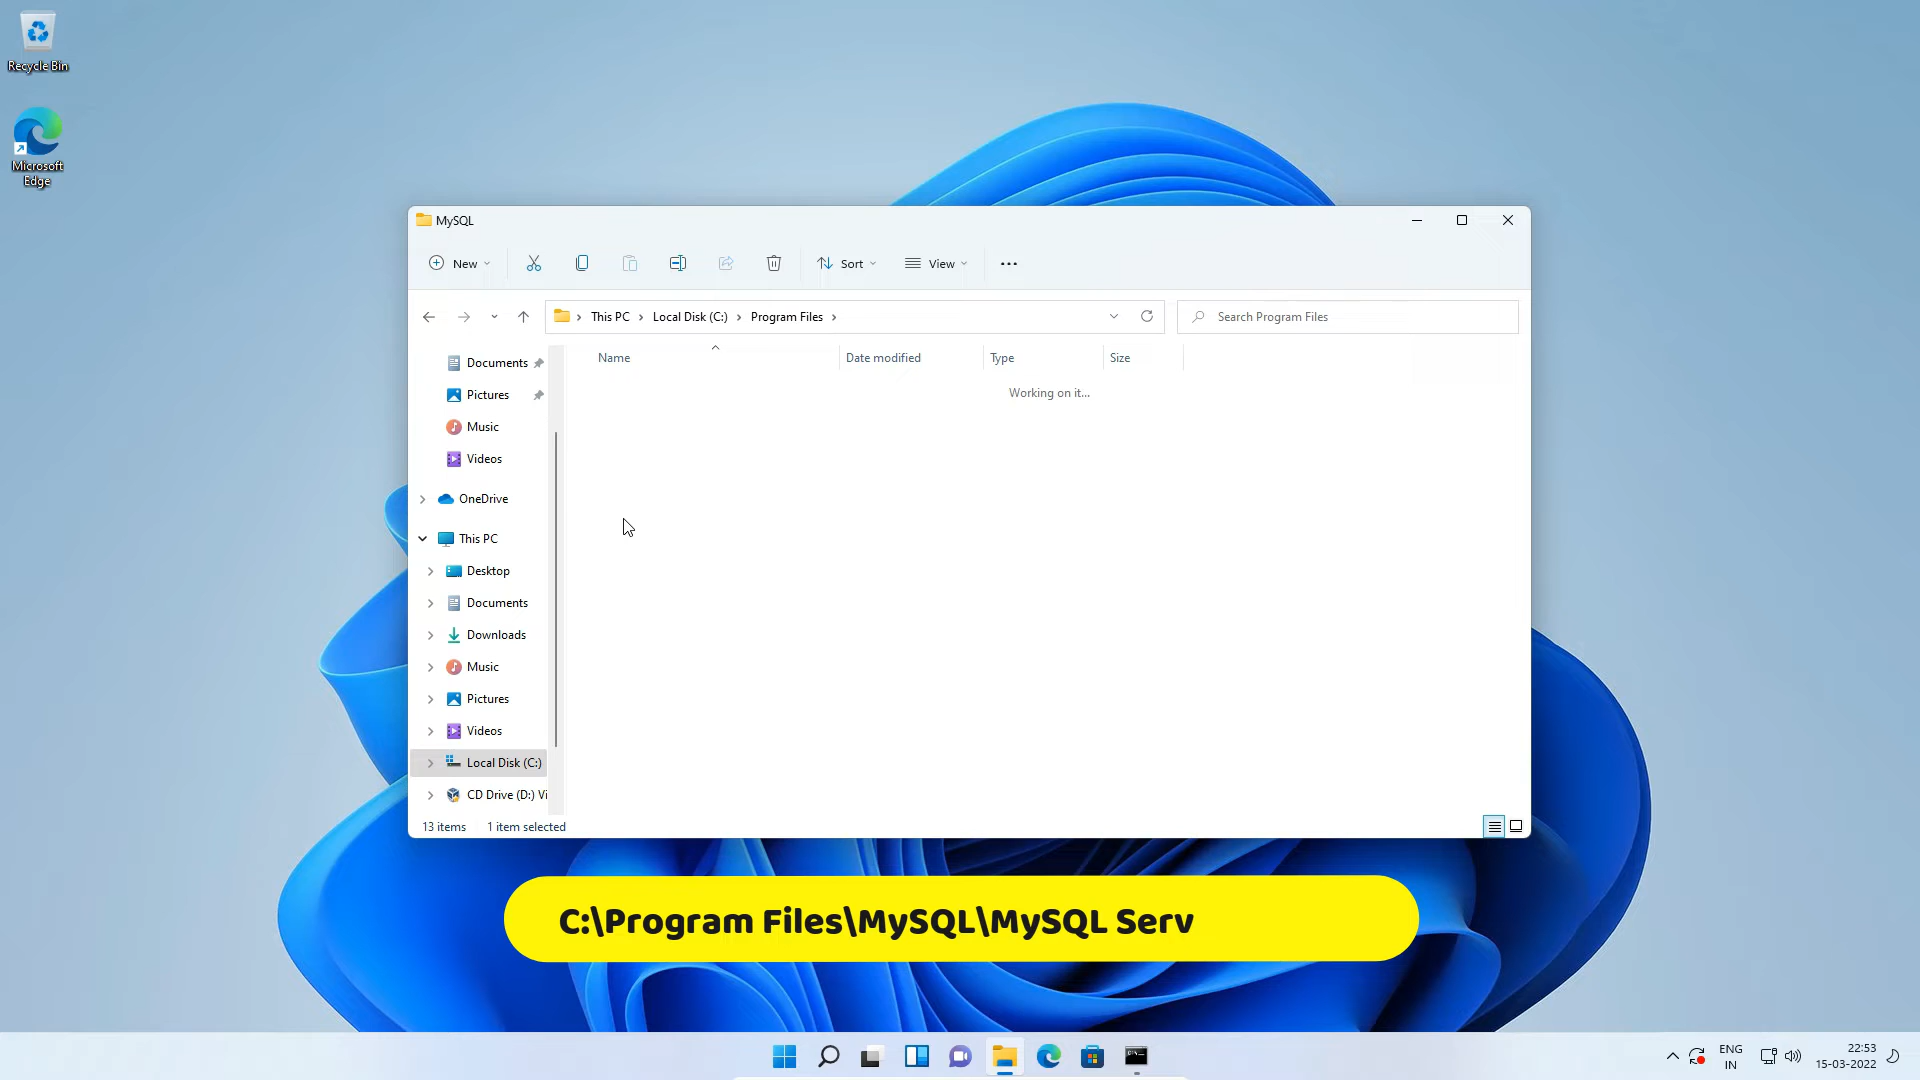 Recycle Bin
Microsoft
Edge
MySQL
New
Sort
View
This PC
Local Disk (C:)
Program Files
Search Program Files
Name
Date modified
Type
Size
Working on it...
Documents
Pictures
Music
Videos
OneDrive
This PC
Desktop
Documents
Downloads
Music
Pictures
Videos
Local Disk (C:)
CD Drive (D:) Vi
13 items
1 item selected
C:\Program Files\MySQL\MySQL Serv
ENG
IN
22:53
15-03-2022